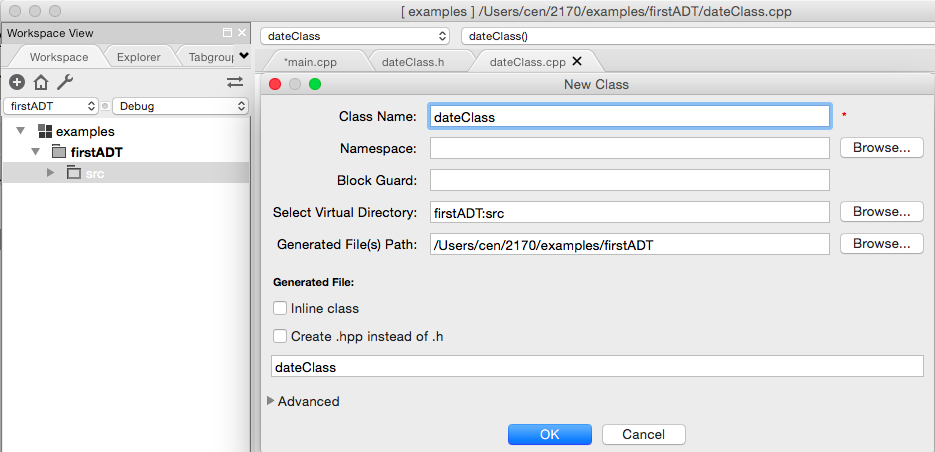 [ examples ] /Users/cen/2170/examples/firstADT/dateClass.cpp
Workspace View
dateClass
dateClass()
Workspace
Explorer
Tabgroup
*main.cpp
dateClass.h
dateClass.cpp
firstADT
Debug
examples
firstADT
src
New Class
Class Name:
dateClass
*
Namespace:
Browse...
Block Guard:
Select Virtual Directory:
firstADT:src
Browse...
Generated File(s) Path:
/Users/cen/2170/examples/firstADT
Browse...
Generated File:
Inline class
Create .hpp instead of .h
dateClass
Advanced
OK
Cancel